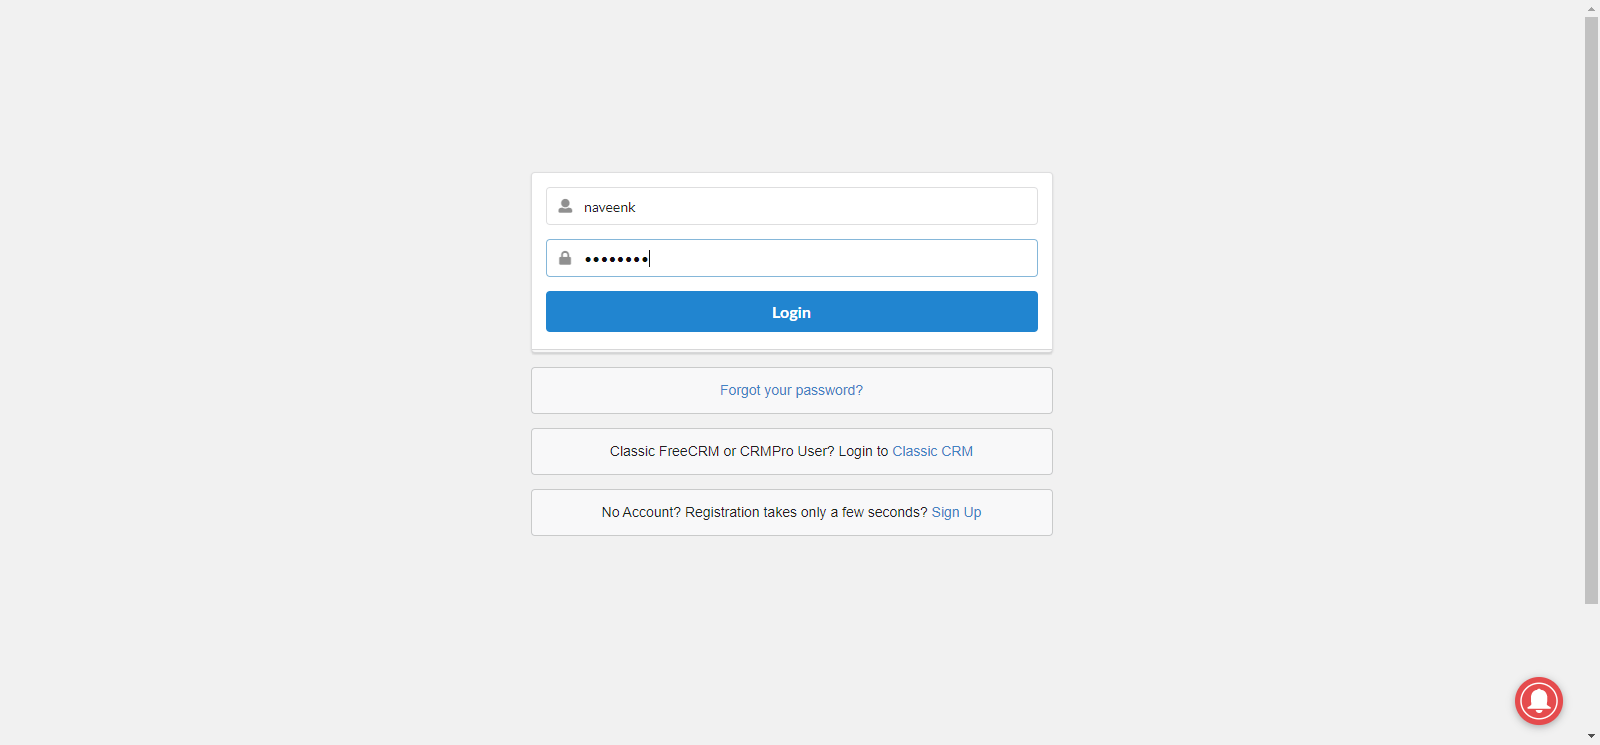 naveenk
••••••••
Login
Forgot your password?
Classic FreeCRM or CRMPro User? Login to Classic CRM
No Account? Registration takes only a few seconds? Sign Up